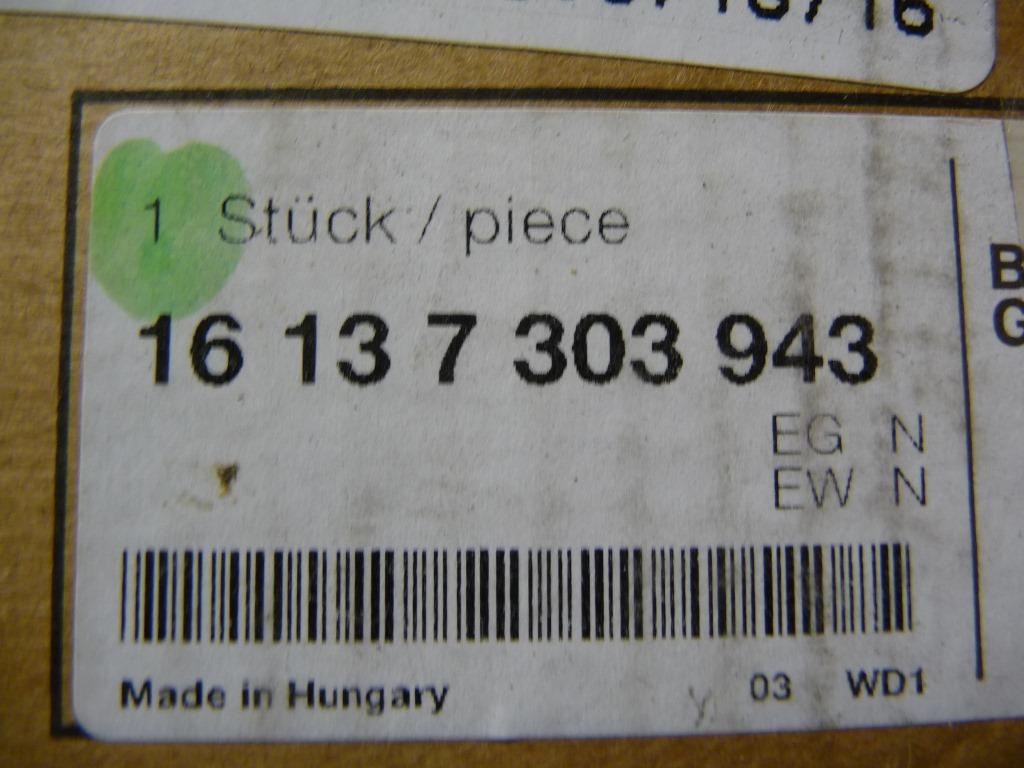 1 Stück / piece
16 13 7 303 943
EG N
EW N
Made in Hungary
03 WD1